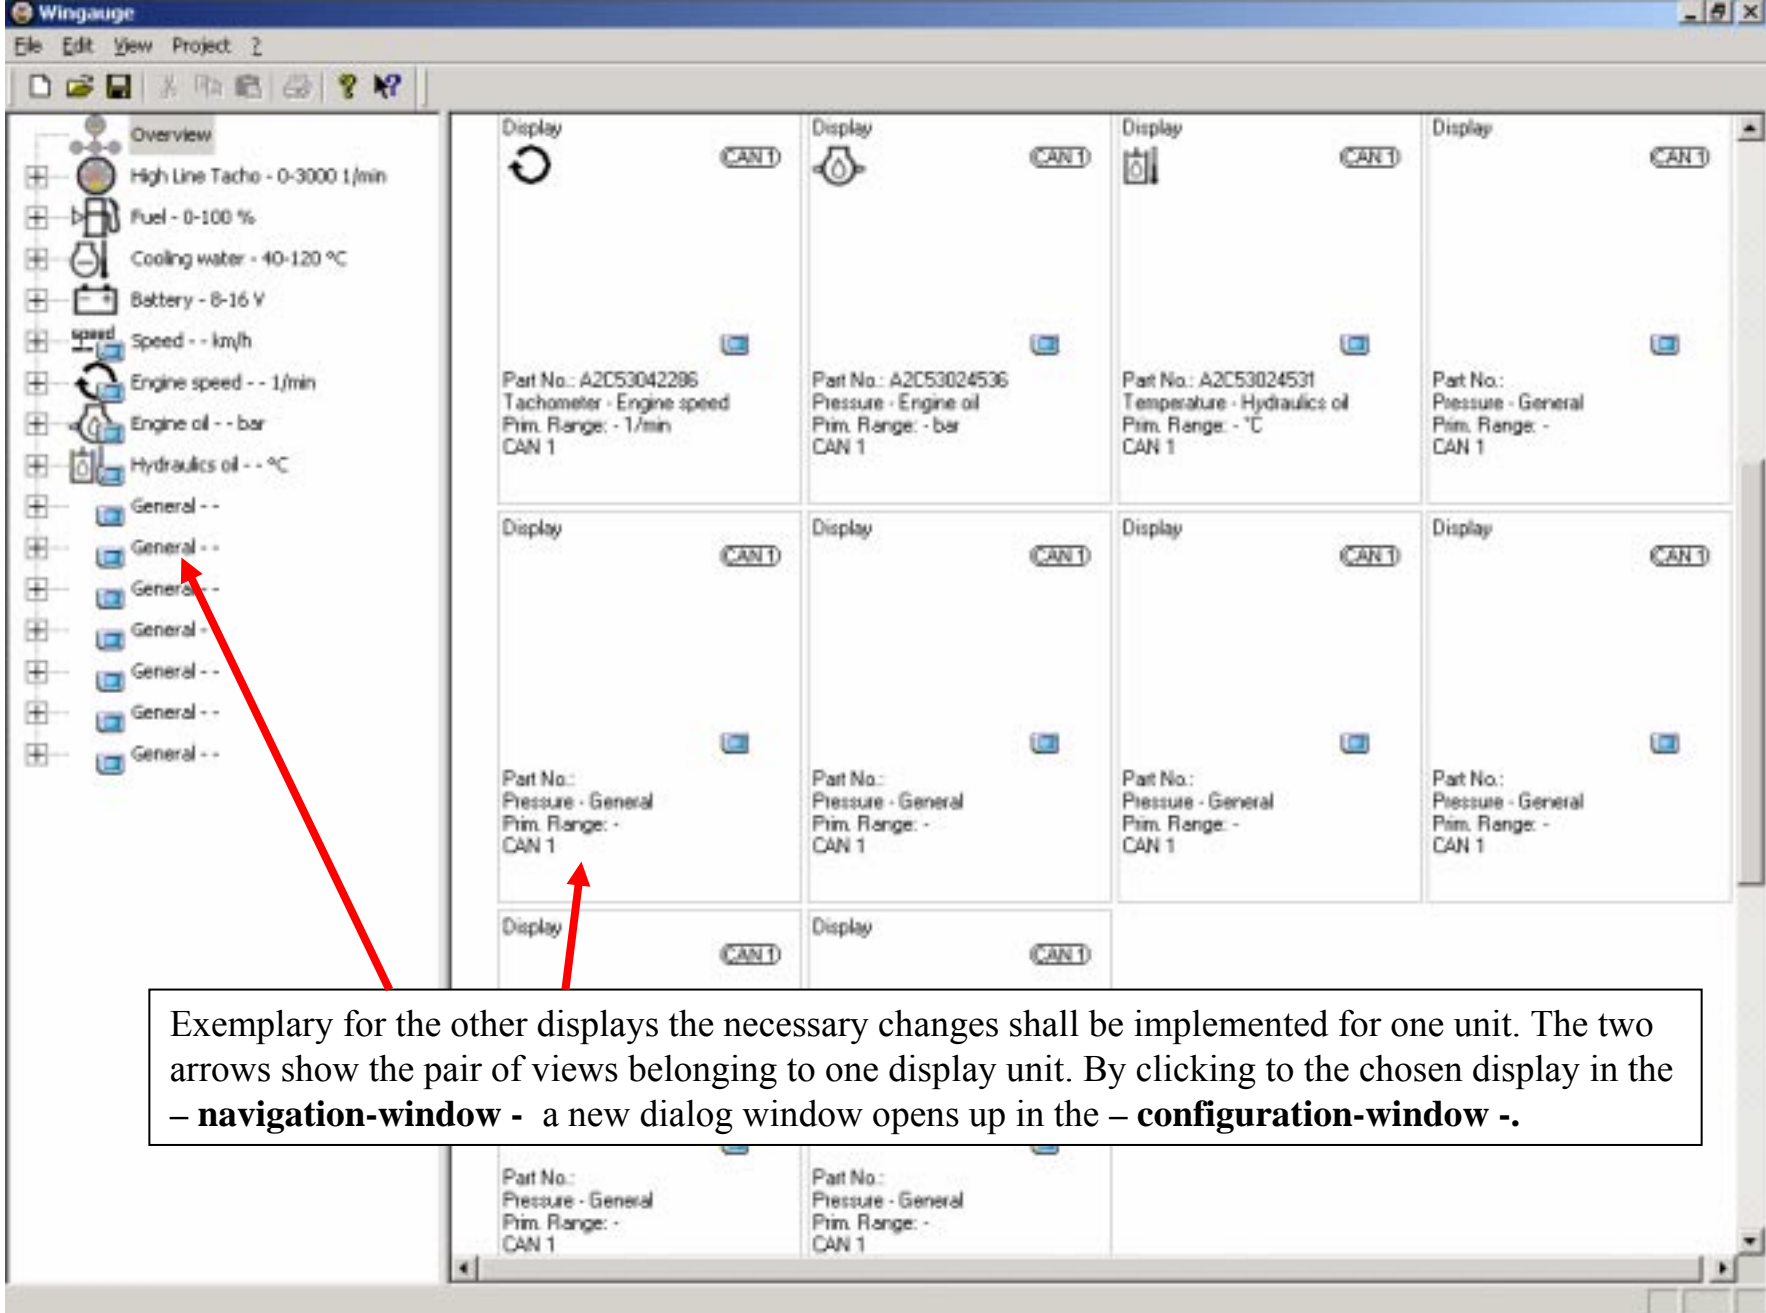 Wingauge
File Edit View Project ?
Overview
High Line Tacho - 0-3000 1/min
Fuel - 0-100 %
Cooling water - 40-120 °C
Battery - 8-16 V
speed
Speed - - km/h
Engine speed - - 1/min
Engine oil - - bar
Hydraulics oil - - °C
General - -
General - -
General - -
General -
General - -
General - -
General - -
Display
CAN 1
Part No.: A2C53042286
Tachometer - Engine speed
Prim. Range: - 1/min
CAN 1
Display
CAN 1
Part No.: A2C53024536
Pressure - Engine oil
Prim. Range: - bar
CAN 1
Display
CAN 1
Part No.: A2C53024531
Temperature - Hydraulics oil
Prim. Range: - °C
CAN 1
Display
CAN 1
Part No.:
Pressure - General
Prim. Range: -
CAN 1
Display
CAN 1
Part No.:
Pressure - General
Prim. Range: -
CAN 1
Display
CAN 1
Part No.:
Pressure - General
Prim. Range: -
CAN 1
Display
CAN 1
Part No.:
Pressure - General
Prim. Range: -
CAN 1
Display
CAN 1
Part No.:
Pressure - General
Prim. Range: -
CAN 1
Display
CAN 1
Display
CAN 1
Exemplary for the other displays the necessary changes shall be implemented for one unit. The two
arrows show the pair of views belonging to one display unit. By clicking to the chosen display in the
– navigation-window - a new dialog window opens up in the – configuration-window -.
Part No.:
Pressure - General
Prim. Range: -
CAN 1
Part No.:
Pressure - General
Prim. Range: -
CAN 1